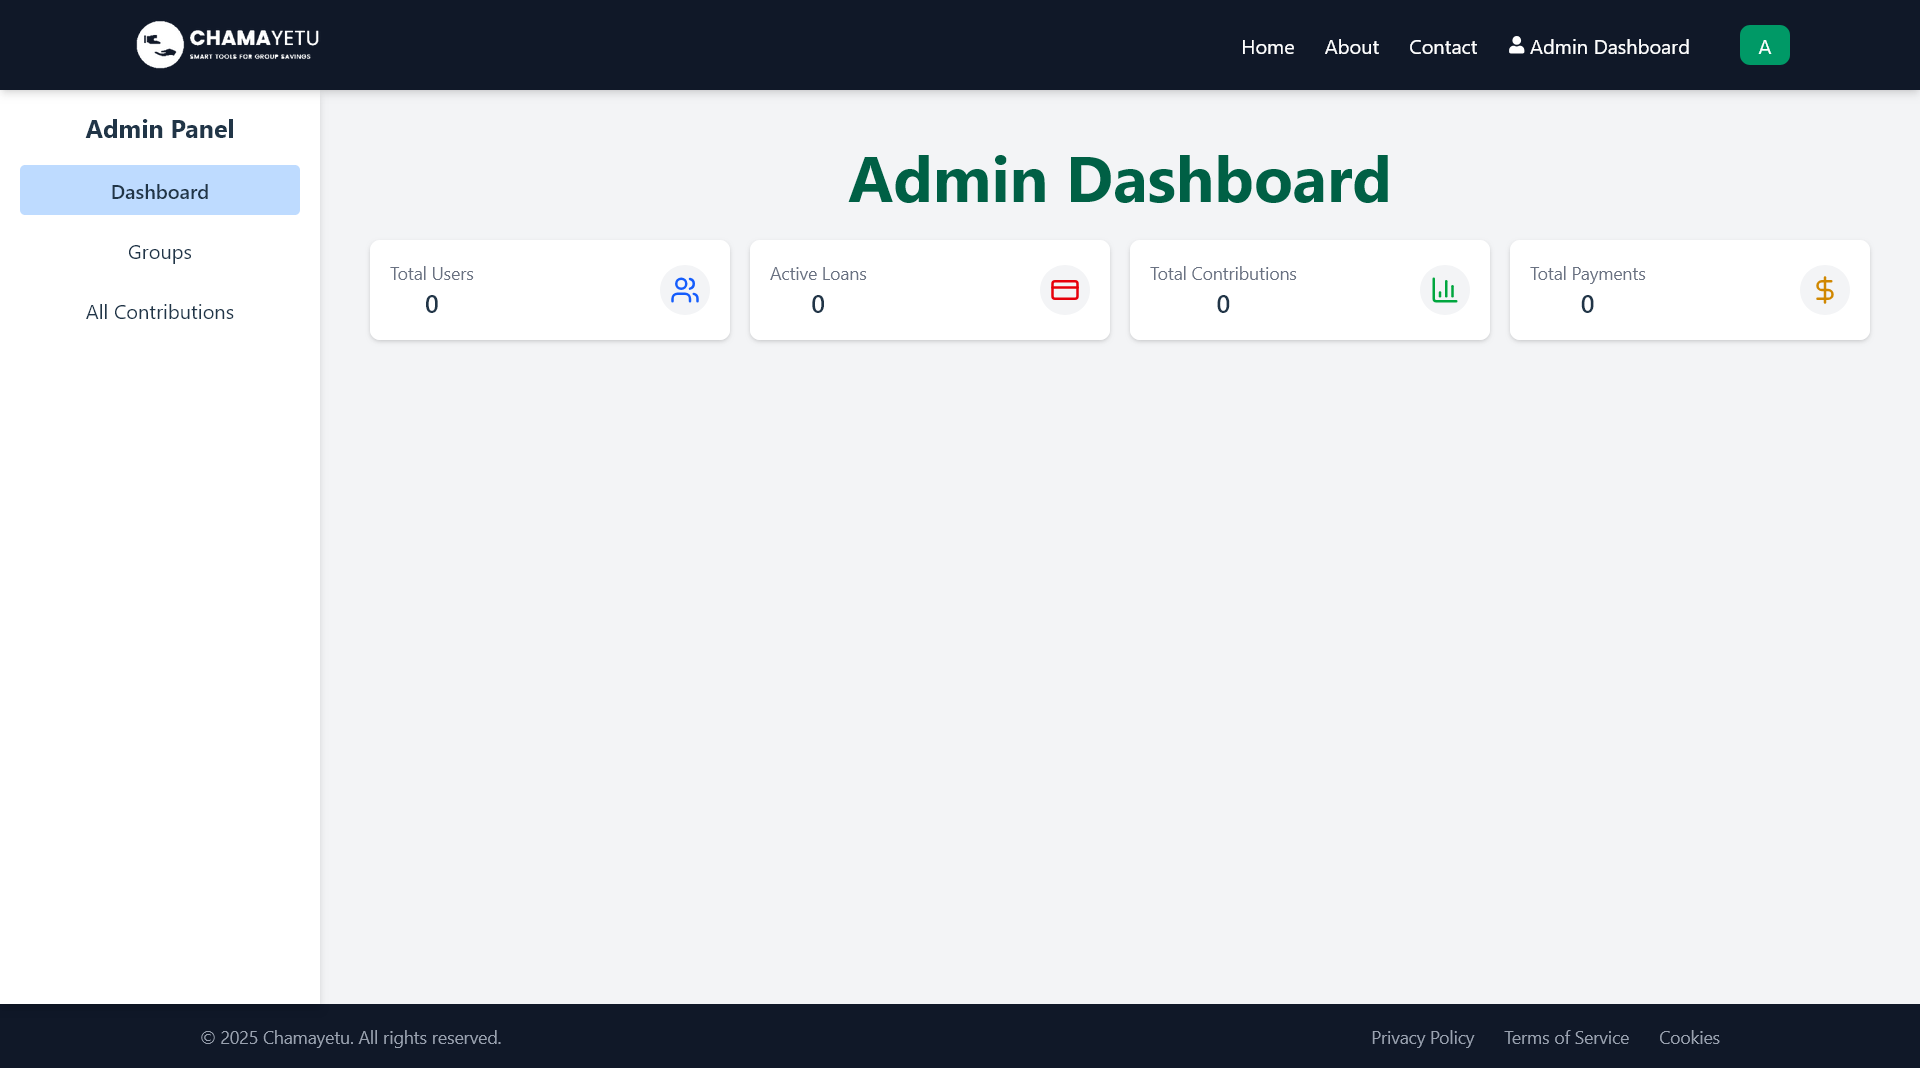 CHAMAYETU
SMART TOOLS FOR GROUP SAVINGS
Home
About
Contact
Admin Dashboard
A
Admin Panel
Dashboard
Groups
All Contributions
Admin Dashboard
Total Users
0
Active Loans
0
Total Contributions
0
Total Payments
0
© 2025 Chamayetu. All rights reserved.
Privacy Policy
Terms of Service
Cookies